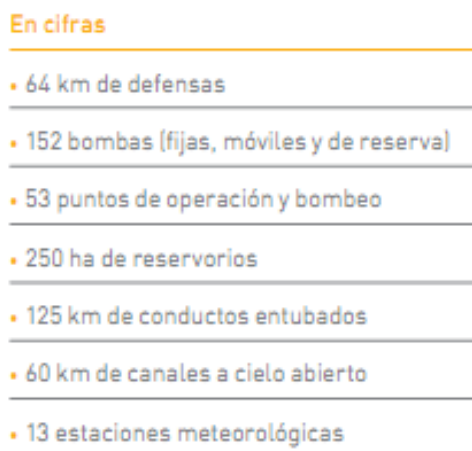 En cifras
• 64 km de defensas
• 152 bombas (fijas, móviles y de reserva)
• 53 puntos de operación y bombeo
• 250 ha de reservorios
• 125 km de conductos entubados
• 60 km de canales a cielo abierto
• 13 estaciones meteorológicas